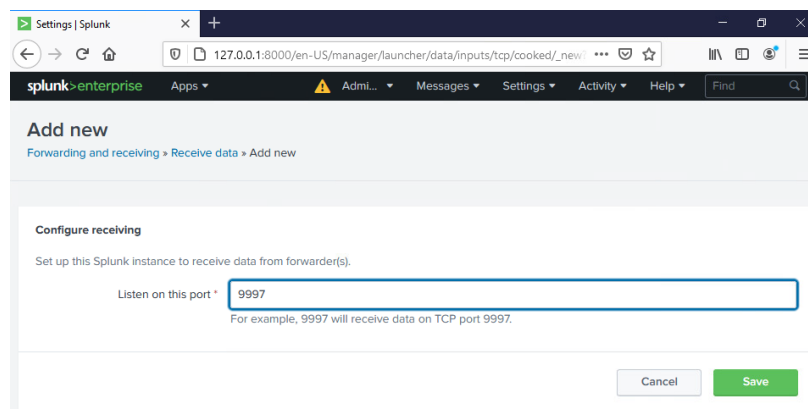 Settings | Splunk
127.0.0.1:8000/en-US/manager/launcher/data/inputs/tcp/cooked/_new
splunk>enterprise Apps Admi... Messages Settings Activity Help Find
Add new
Forwarding and receiving » Receive data » Add new
Configure receiving
Set up this Splunk instance to receive data from forwarder(s).
Listen on this port * 9997
For example, 9997 will receive data on TCP port 9997.
Cancel Save